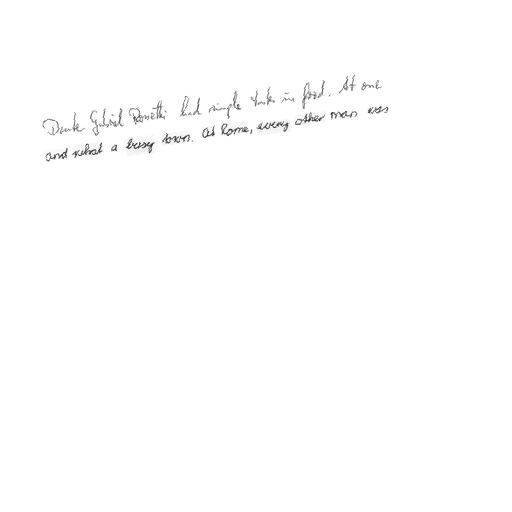 Dante Gabriel Rossetti had simple tastes in food. At one
and what a busy town. At Rome, every other man was